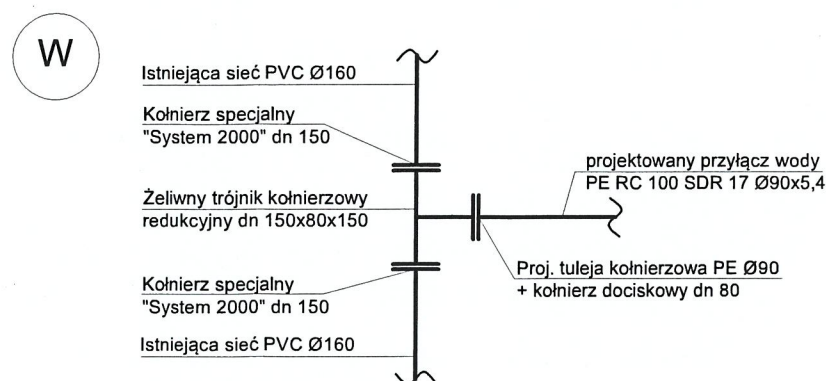 W
Istniejąca sieć PVC Ø160
Kołnierz specjalny
"System 2000" dn 150
Żeliwny trójnik kołnierzowy
redukcyjny dn 150x80x150
Kołnierz specjalny
"System 2000" dn 150
Istniejąca sieć PVC Ø160
projektowany przyłącz wody
PE RC 100 SDR 17 Ø90x5,4
Proj. tuleja kołnierzowa PE Ø90
+ kołnierz dociskowy dn 80